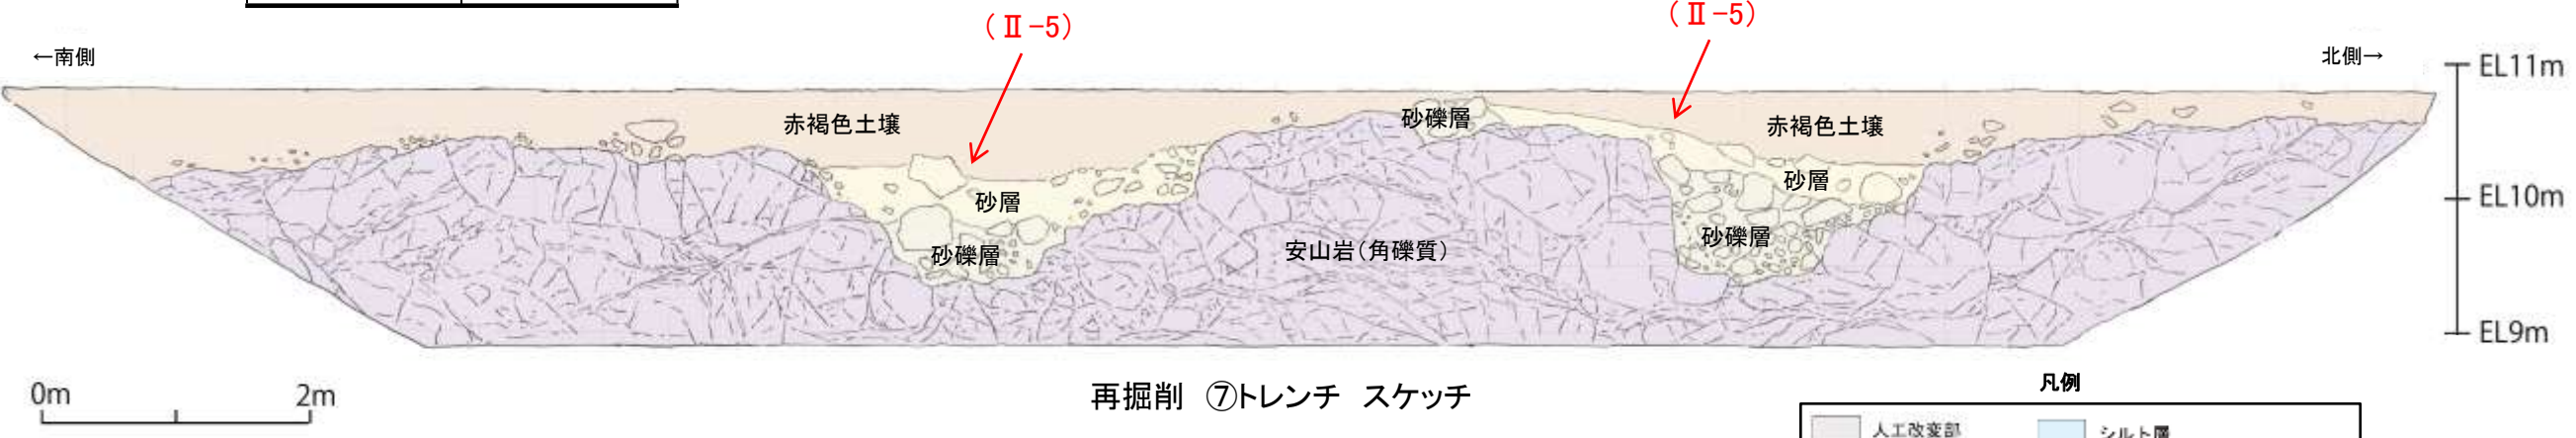 (Ⅱ-5)
(Ⅱ-5)
←南側
北側→
EL11m
赤褐色土壌
砂礫層
赤褐色土壌
砂層
砂層
EL10m
砂礫層
安山岩(角礫質)
砂礫層
EL9m
0m 2m
再掘削 ⑦トレンチ スケッチ
凡例
人工改変部
シルト層